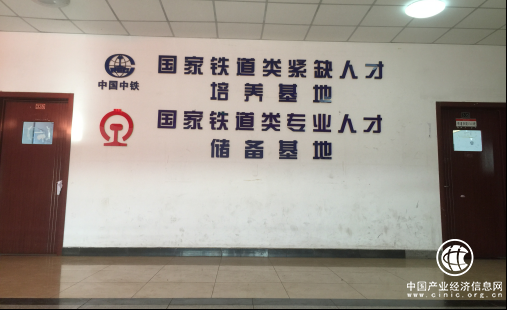 国家铁道类紧缺人才
培养基地
中国中铁
国家铁道类专业人才
储备基地
中国产业经济信息网
www.cinic.org.cn